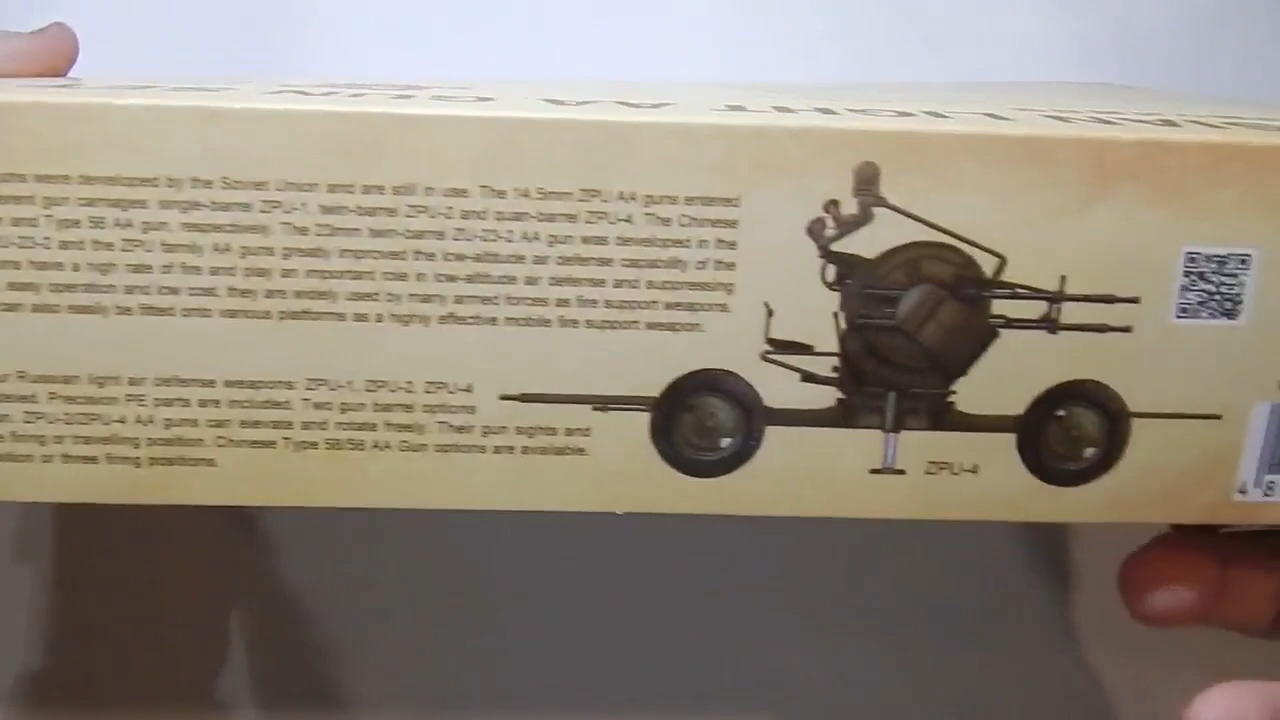 SIAN LIGHT AA GUN SET
were developed by the Soviet Union and are still in use. The 14.5mm ZPU AA guns entered
gun carriages: single-barrel ZPU-1, twin-barrel ZPU-2 and quan-barrel ZPU-4. The Chinese
and Type 58 AA gun, respectively. The 23mm twin-barrel ZU-23-2 AA gun was developed in the
U-23-2 and the ZPU family AA guns greatly improved the low-altitude air defense capability of the
have a high rate of fire and play an important role in low-altitude air defense and suppressing
easy operation and low cost, they are widely used by many armed forces as fire support weapons.
also easily be fitted onto various platforms as a highly effective mobile fire support weapon.
Russian light air defense weapons: ZPU-1, ZPU-2, ZPU-4
Precision PE parts are included. Two gun barrel options
ZPU-2/ZPU-4 AA guns can elevate and rotate freely. Their gun sights and
firing or travelling position. Chinese Type 58/56 AA Gun options are available.
or three firing positions.
ZPU-4
4 8